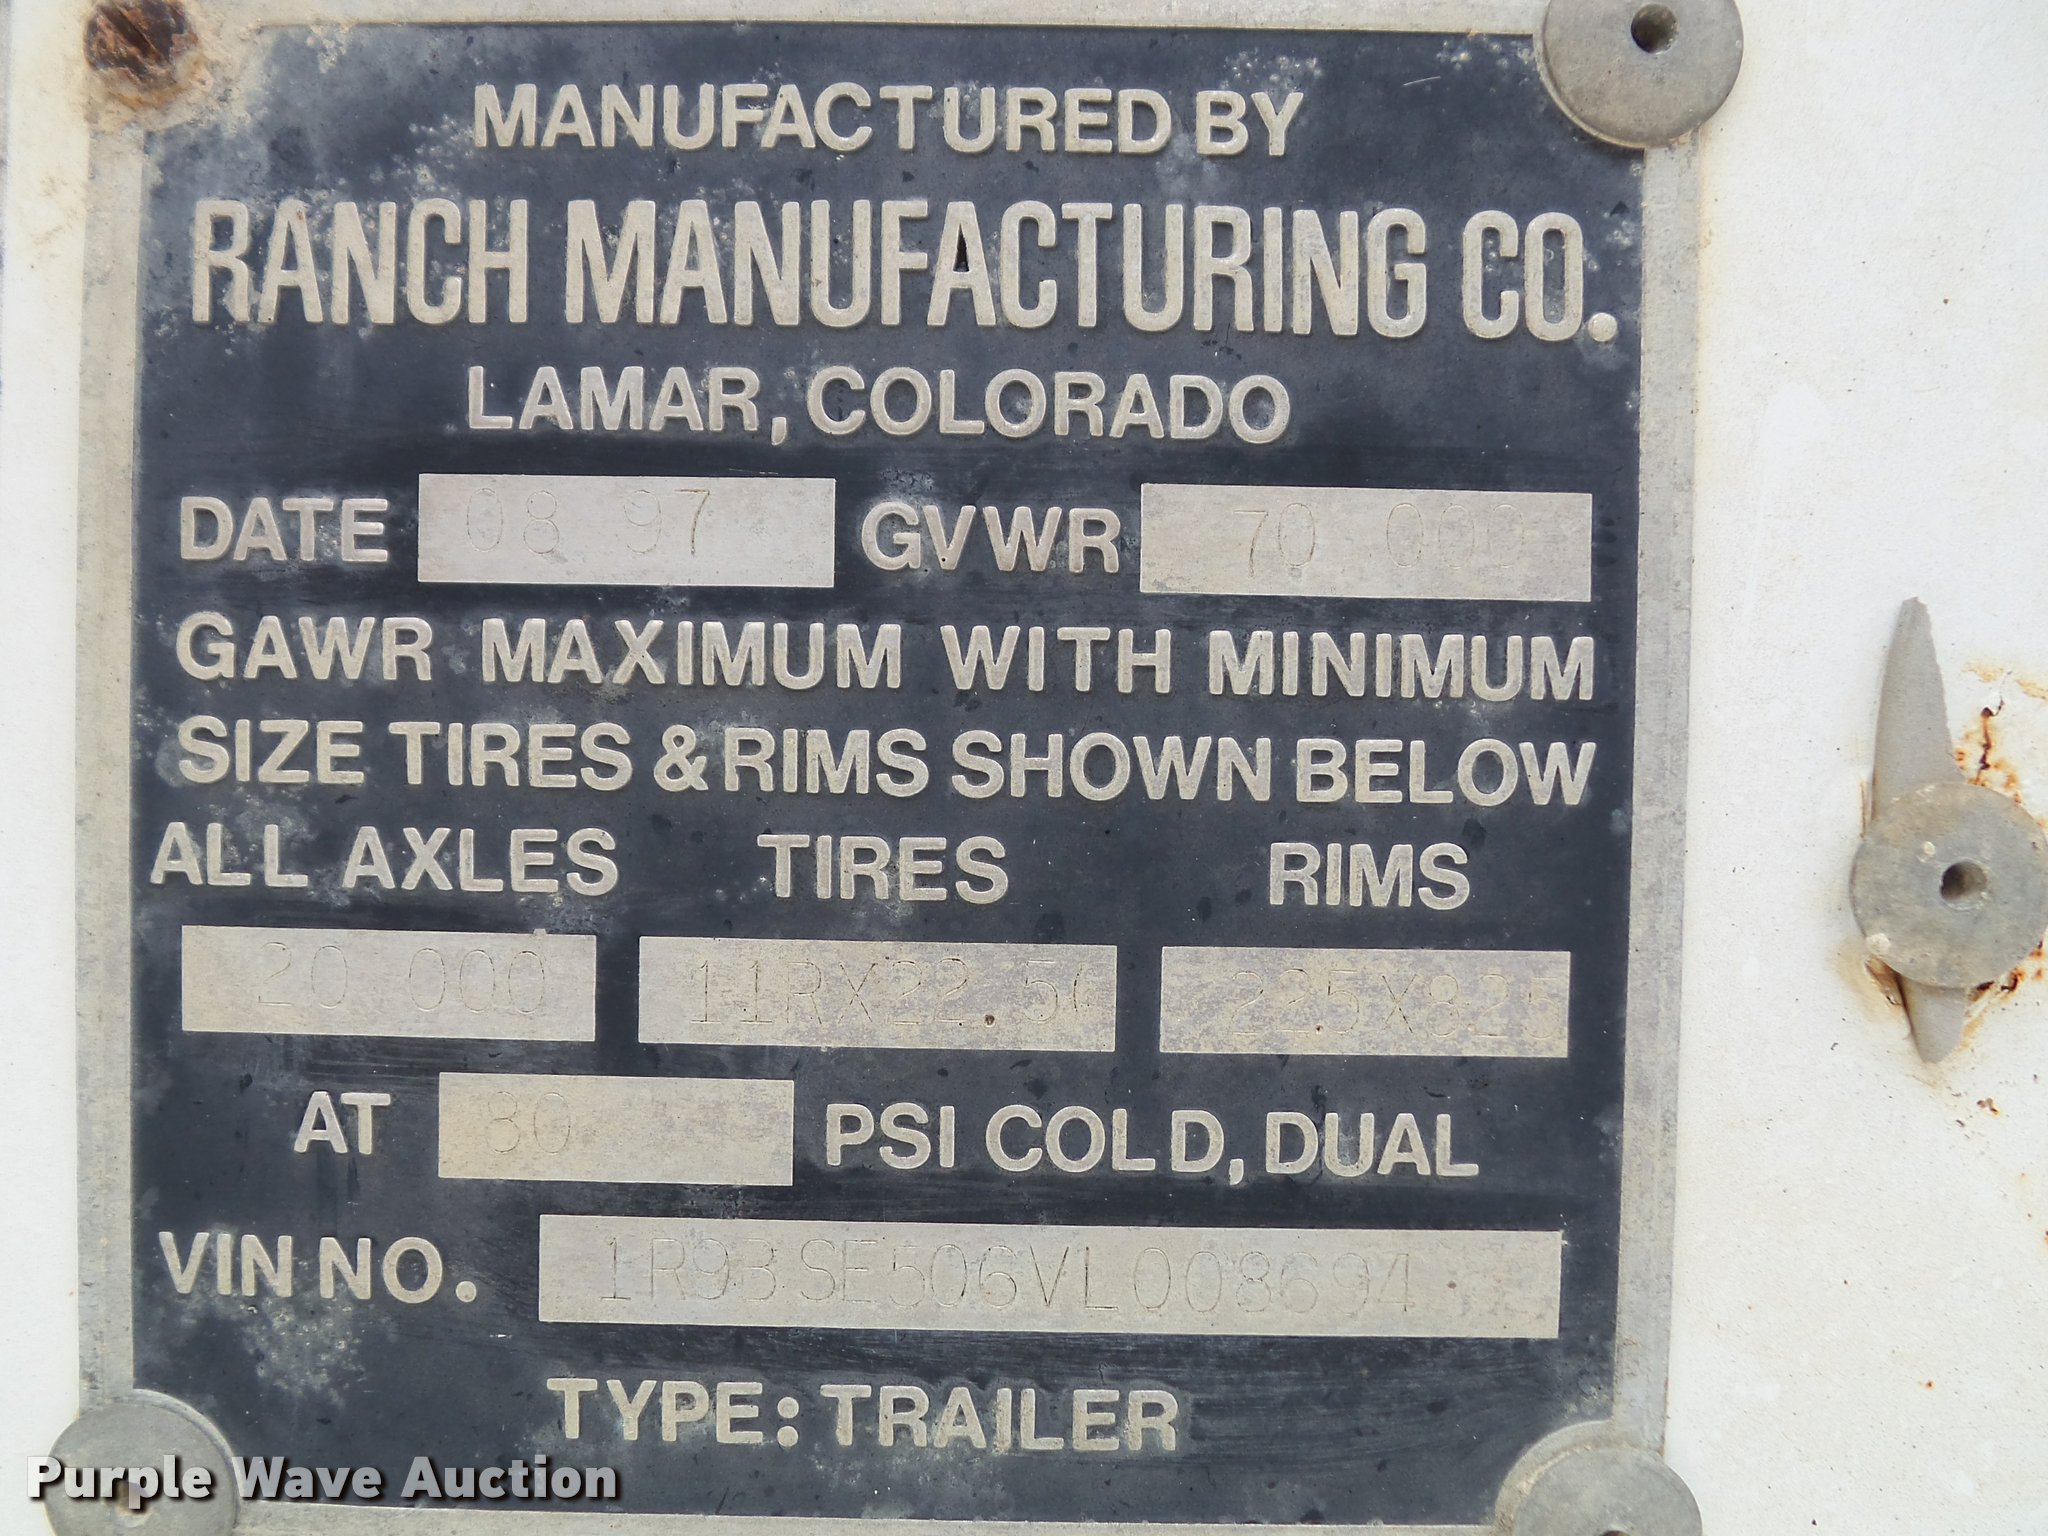 MANUFACTURED BY
RANCH MANUFACTURING CO.
LAMAR, COLORADO
DATE 08 97 GVWR 70 000
GAWR MAXIMUM WITH MINIMUM
SIZE TIRES & RIMS SHOWN BELOW
ALL AXLES TIRES RIMS
20 000 11RX22.5G 225X825
AT 80 PSI COLD, DUAL
VIN NO. 1R9BSE506VL008694
TYPE: TRAILER
Purple Wave Auction